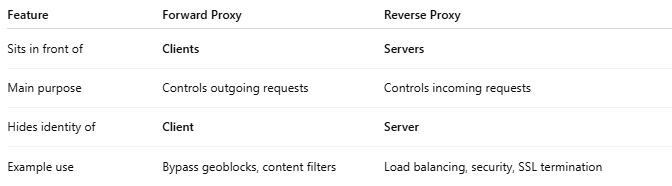 Feature Forward Proxy Reverse Proxy
Sits in front of Clients Servers
Main purpose Controls outgoing requests Controls incoming requests
Hides identity of Client Server
Example use Bypass geoblocks, content filters Load balancing, security, SSL termination